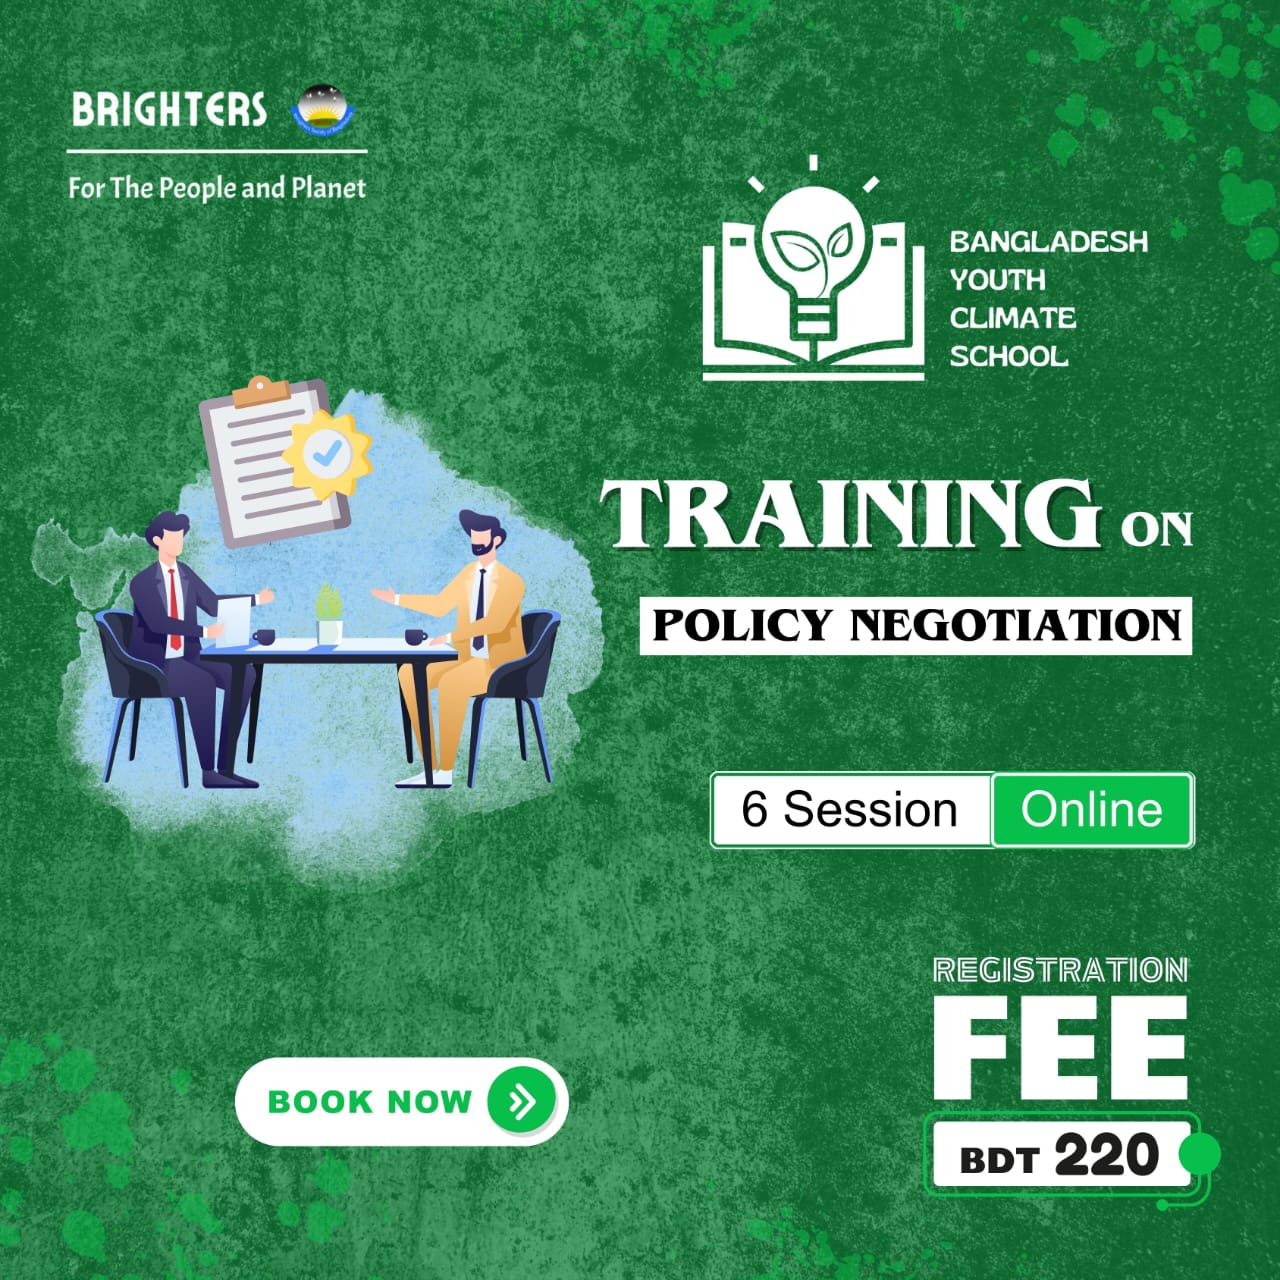 BRIGHTERS
For The People and Planet
BANGLADESH
YOUTH
CLIMATE
SCHOOL
TRAINING ON
POLICY NEGOTIATION
6 Session Online
REGISTRATION
FEE
BDT 220
BOOK NOW